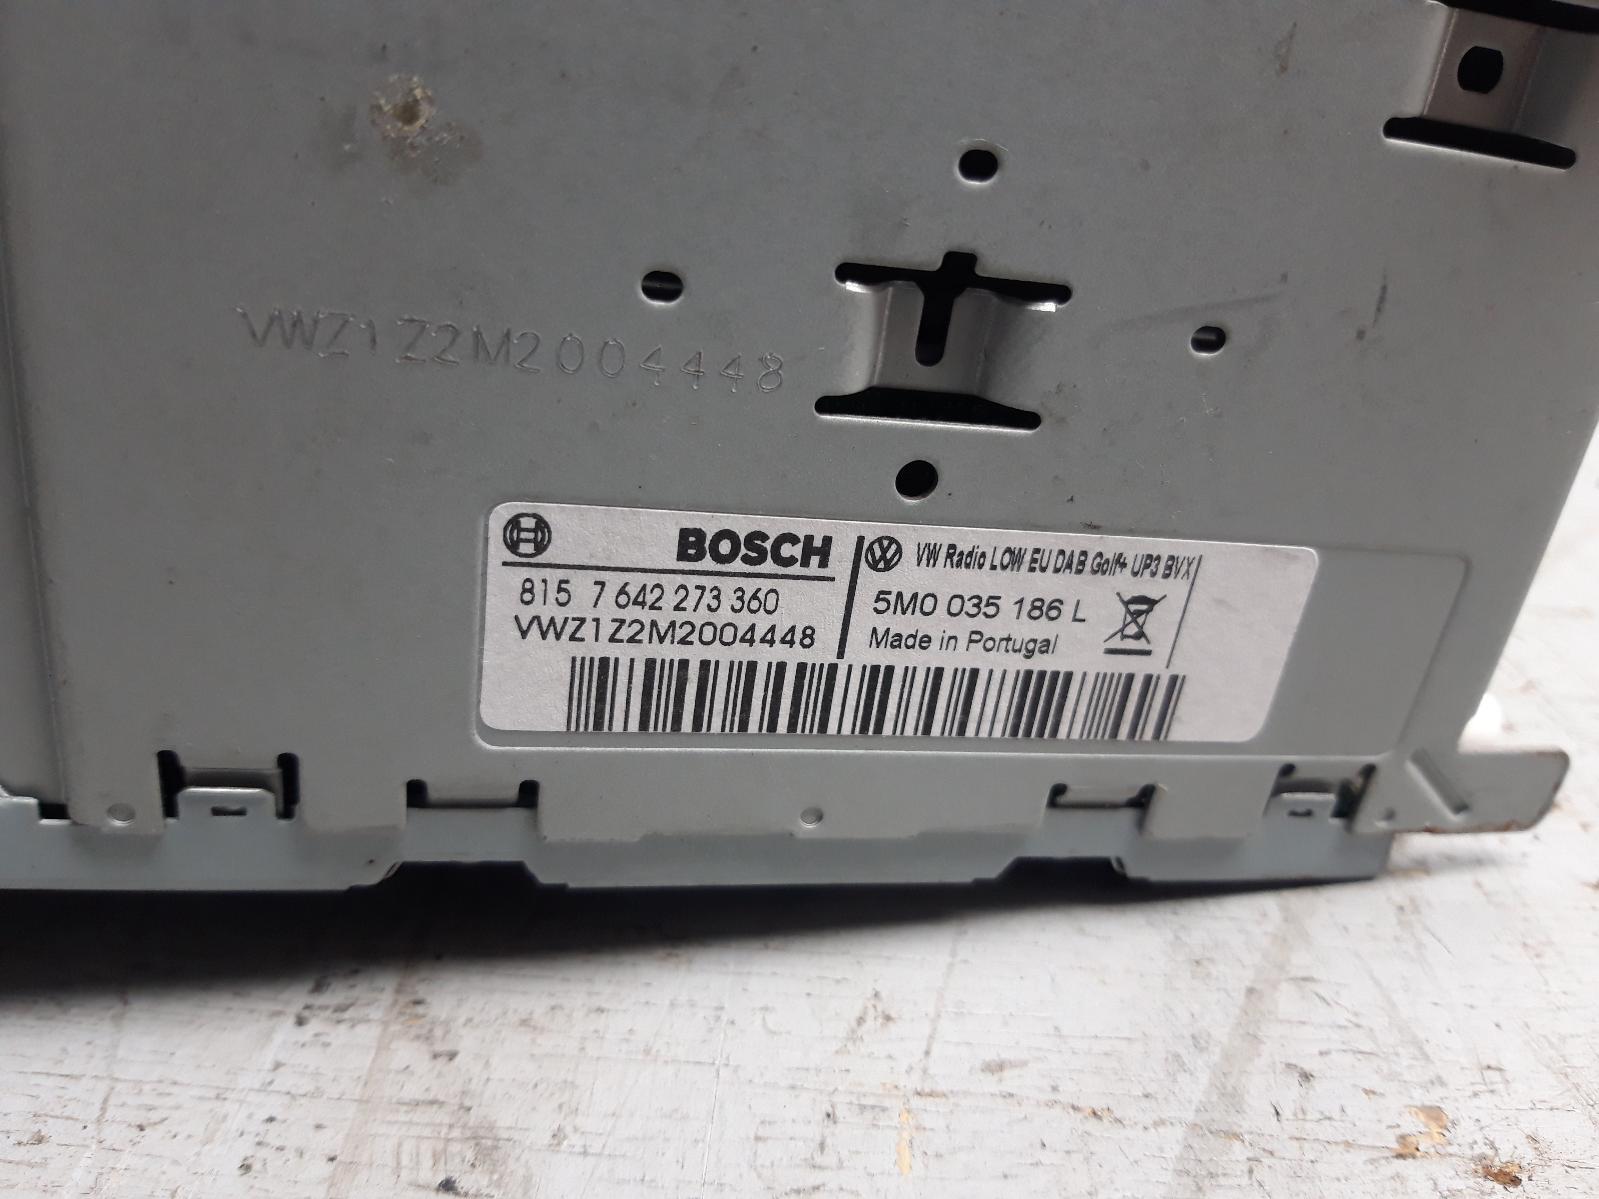 VWZ1Z2M2004448
BOSCH
815 7 642 273 360
VWZ1Z2M2004448
VW Radio LOW EU DAB Golf+ UP3 BVX
5M0 035 186 L
Made in Portugal